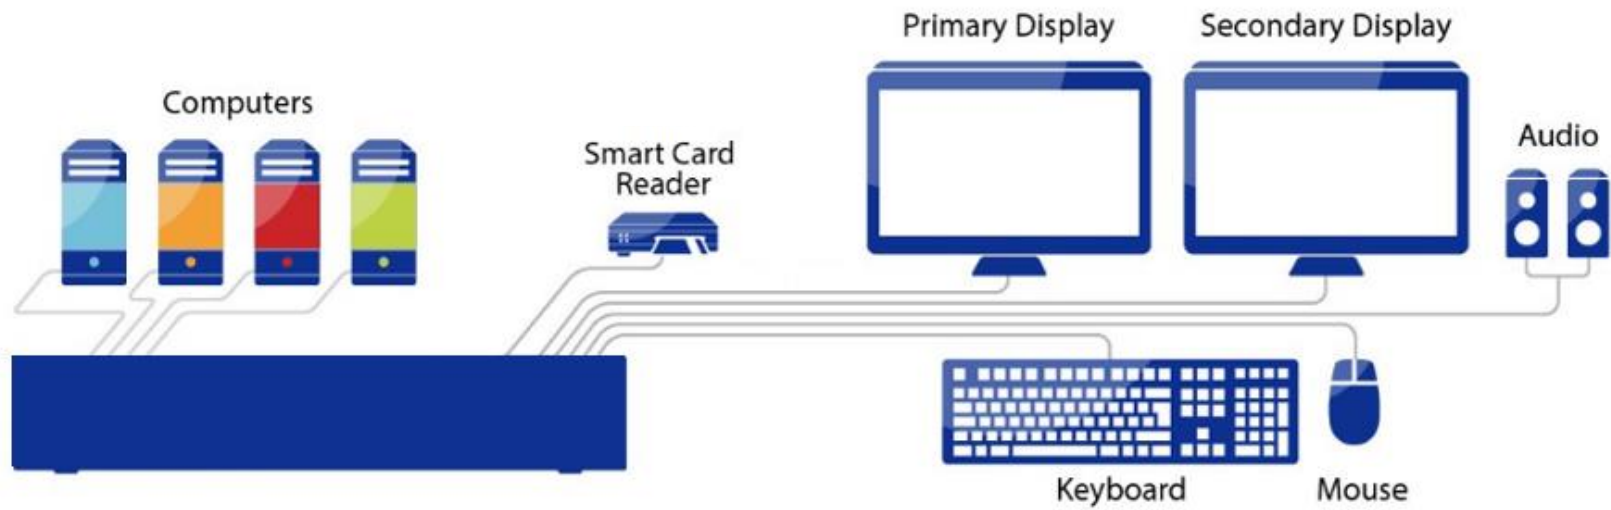 Primary Display
Secondary Display
Computers
Smart Card
Reader
Audio
Keyboard
Mouse